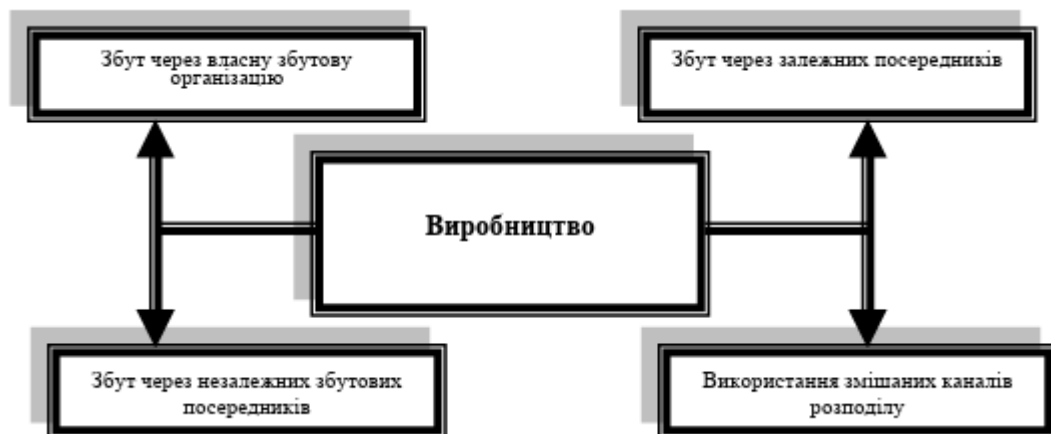 Збут через власну збутову
організацію
Збут через залежних посередників
Виробництво
Збут через незалежних збутових
посередників
Використання змішаних каналів
розподілу